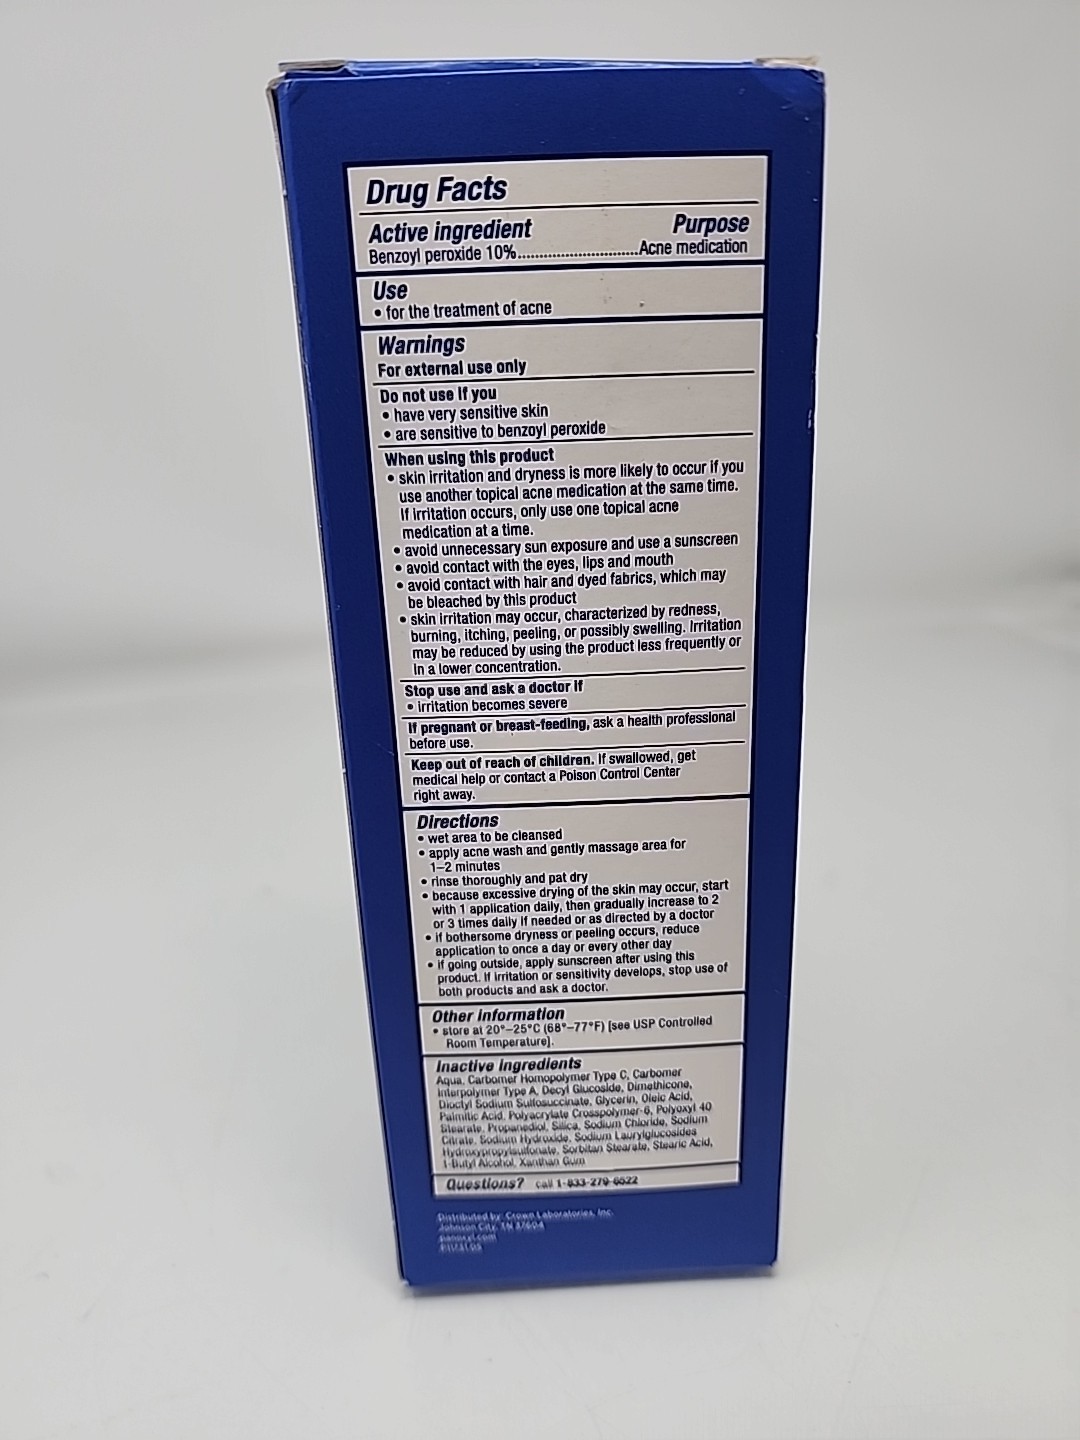 Drug Facts
Active ingredient Purpose
Benzoyl peroxide 10%............................Acne medication
Use
• for the treatment of acne
Warnings
For external use only
Do not use if you
• have very sensitive skin
• are sensitive to benzoyl peroxide
When using this product
• skin irritation and dryness is more likely to occur if you
use another topical acne medication at the same time.
If irritation occurs, only use one topical acne
medication at a time.
• avoid unnecessary sun exposure and use a sunscreen
• avoid contact with the eyes, lips and mouth
• avoid contact with hair and dyed fabrics, which may
be bleached by this product
• skin irritation may occur, characterized by redness,
burning, itching, peeling, or possibly swelling. Irritation
may be reduced by using the product less frequently or
in a lower concentration.
Stop use and ask a doctor if
• irritation becomes severe
If pregnant or breast-feeding, ask a health professional
before use.
Keep out of reach of children. If swallowed, get
medical help or contact a Poison Control Center
right away.
Directions
• wet area to be cleansed
• apply acne wash and gently massage area for
1–2 minutes
• rinse thoroughly and pat dry
• because excessive drying of the skin may occur, start
with 1 application daily, then gradually increase to 2
or 3 times daily if needed or as directed by a doctor
• if bothersome dryness or peeling occurs, reduce
application to once a day or every other day
• if going outside, apply sunscreen after using this
product. If irritation or sensitivity develops, stop use of
both products and ask a doctor.
Other information
• store at 20°–25°C (68°–77°F) [see USP Controlled
Room Temperature].
Inactive ingredients
Aqua, Carbomer Homopolymer Type C, Carbomer
Interpolymer Type A, Decyl Glucoside, Dimethicone,
Dioctyl Sodium Sulfosuccinate, Glycerin, Oleic Acid,
Palmitic Acid, Polyacrylate Crosspolymer-6, Polyoxyl 40
Stearate, Propanediol, Silica, Sodium Chloride, Sodium
Citrate, Sodium Hydroxide, Sodium Laurylglucosides
Hydroxypropylsulfonate, Sorbitan Stearate, Stearic Acid,
t-Butyl Alcohol, Xanthan Gum
Questions? call 1-833-279-6522
Distributed by: Crown Laboratories, Inc.
Johnson City, TN 37604
panoxyl.com